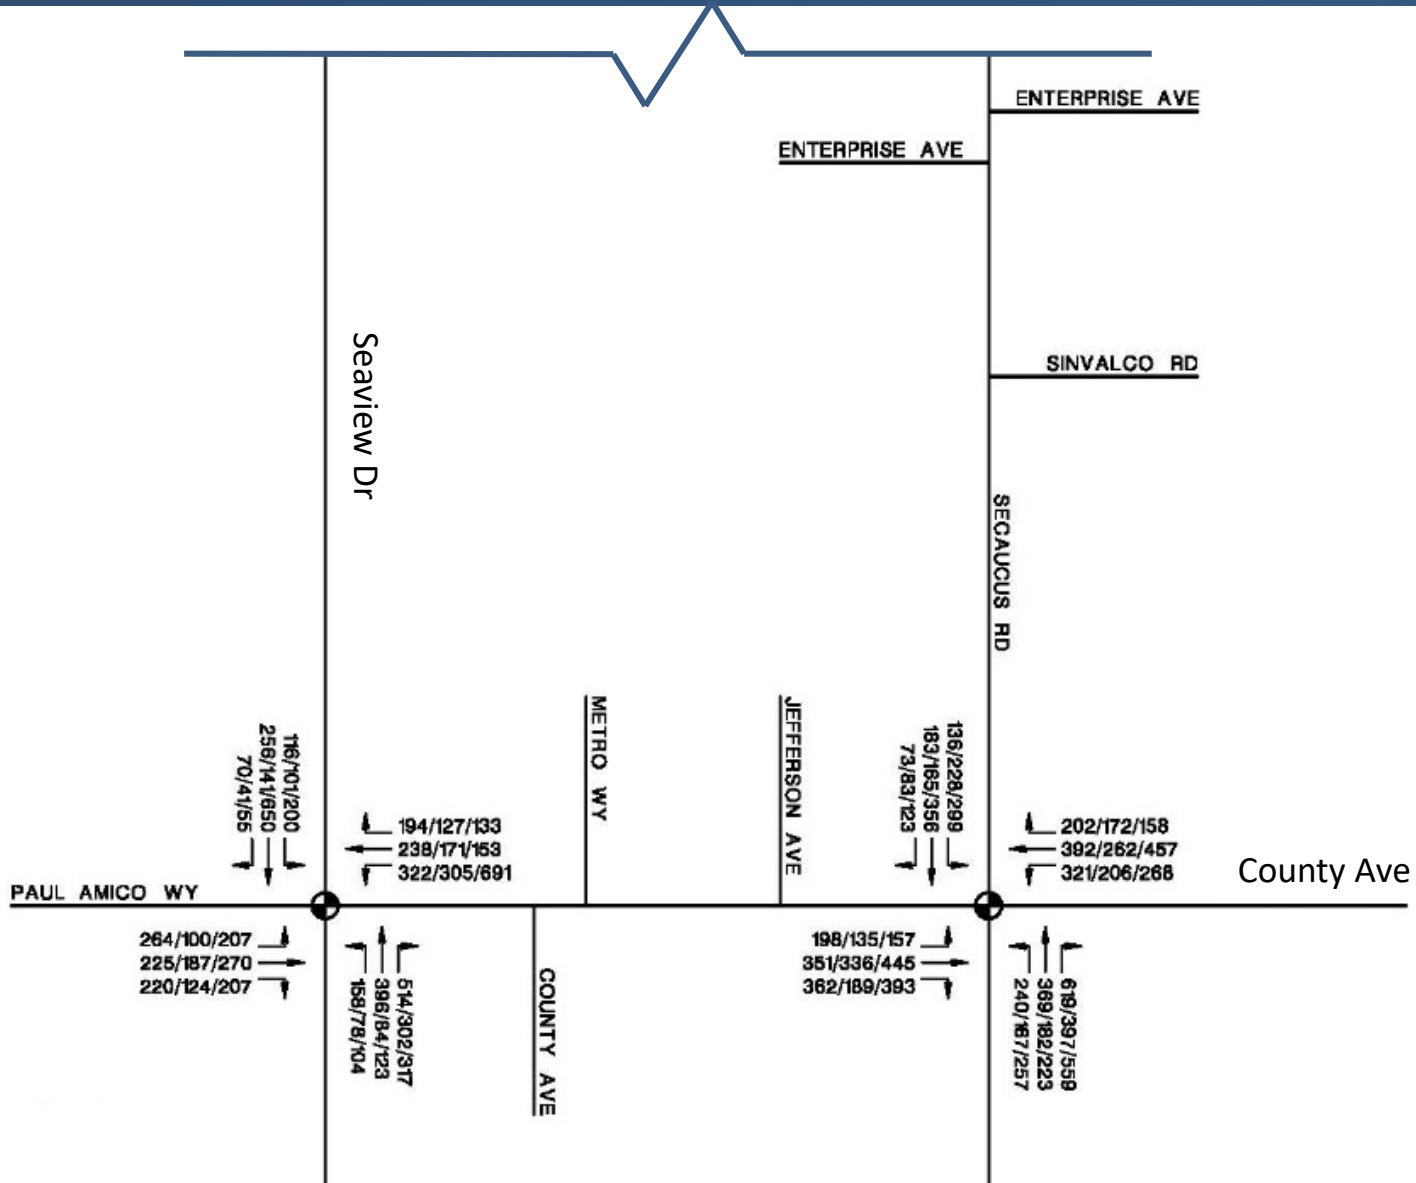 ENTERPRISE AVE
ENTERPRISE AVE
Seaview Dr
SINVALCO RD
SECAUCUS RD
METRO WY
JEFFERSON AVE
116/101/200
256/141/650
70/41/55
194/127/133
238/171/153
322/305/691
136/228/299
183/165/356
73/83/123
202/172/158
392/262/457
321/206/268
County Ave
PAUL AMICO WY
264/100/207
225/187/270
220/124/207
514/302/317
396/84/123
158/78/104
COUNTY AVE
198/135/157
351/336/445
362/189/393
619/397/559
369/182/223
240/167/257